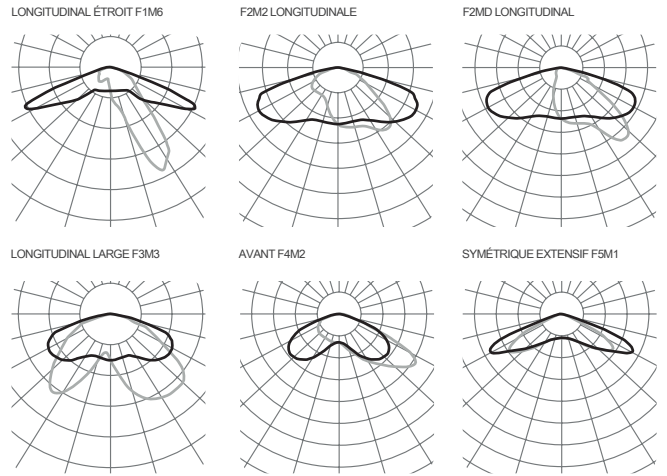 LONGITUDINAL ÉTROIT F1M6
F2M2 LONGITUDINALE
F2MD LONGITUDINAL
LONGITUDINAL LARGE F3M3
AVANT F4M2
SYMÉTRIQUE EXTENSIF F5M1